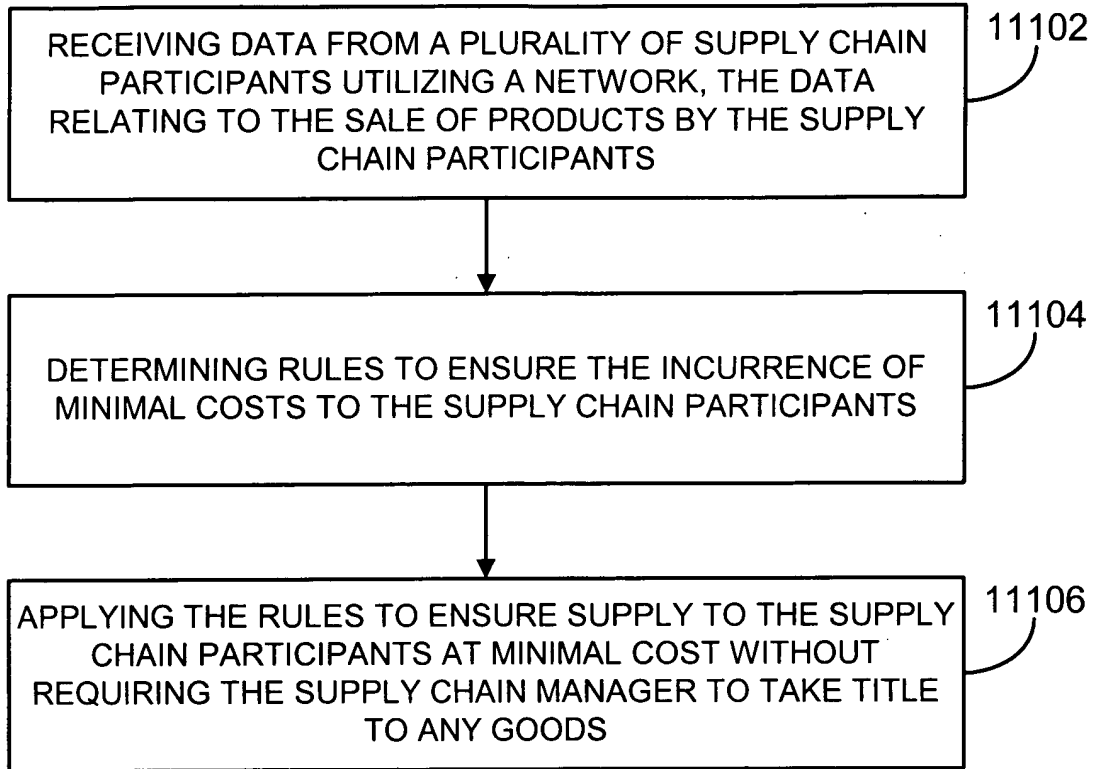 RECEIVING DATA FROM A PLURALITY OF SUPPLY CHAIN
PARTICIPANTS UTILIZING A NETWORK, THE DATA
RELATING TO THE SALE OF PRODUCTS BY THE SUPPLY
CHAIN PARTICIPANTS
11102
DETERMINING RULES TO ENSURE THE INCURRENCE OF
MINIMAL COSTS TO THE SUPPLY CHAIN PARTICIPANTS
11104
APPLYING THE RULES TO ENSURE SUPPLY TO THE SUPPLY
CHAIN PARTICIPANTS AT MINIMAL COST WITHOUT
REQUIRING THE SUPPLY CHAIN MANAGER TO TAKE TITLE
TO ANY GOODS
11106